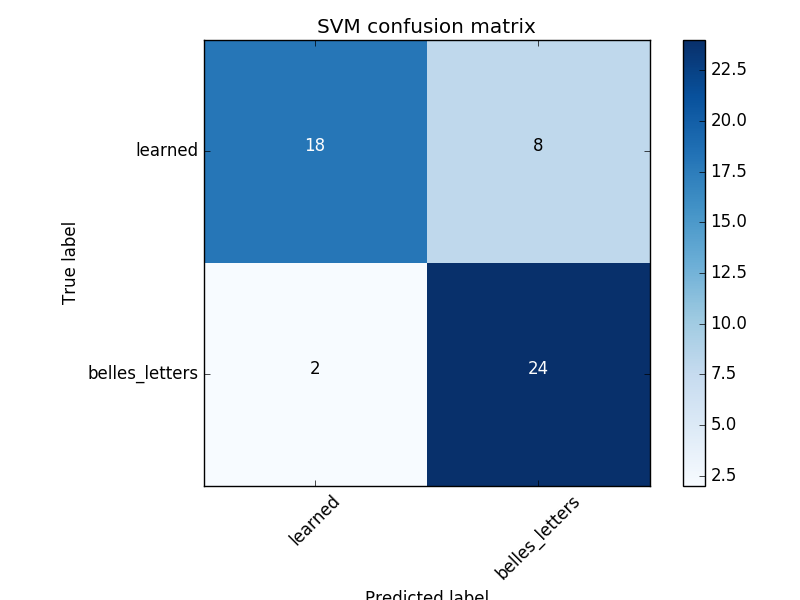 SVM confusion matrix
True label
learned
belles_letters
18
8
2
24
learned
belles_letters
Predicted label
22.5
20.0
17.5
15.0
12.5
10.0
7.5
5.0
2.5